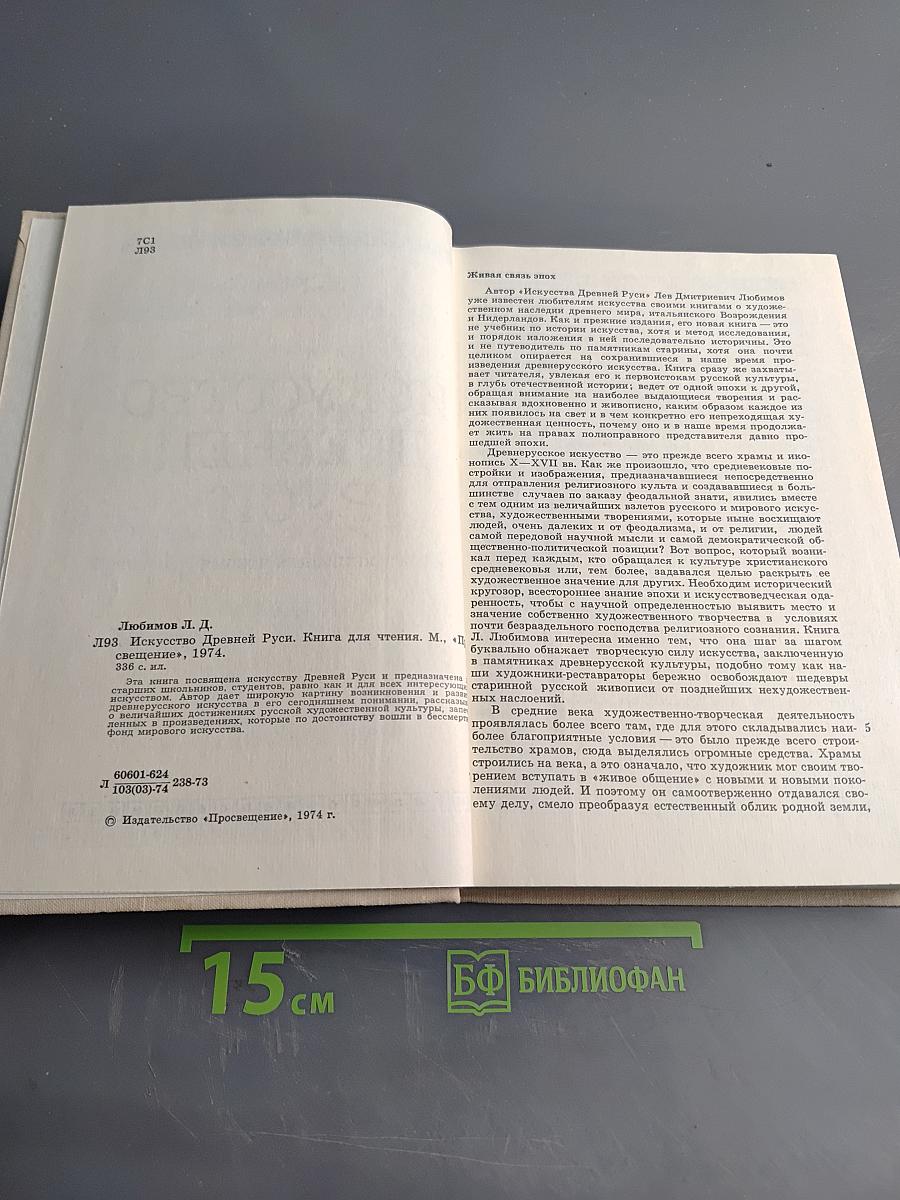 7С1
Л93
Любимов Л. Д.
Л93 Искусство Древней Руси. Книга для чтения. М.,
свещение», 1974.
336 с. ил.
Эта книга посвящена искусству Древней Руси и предназначена
старших школьников, студентов, равно как и для всех интересующи
искусством. Автор дает широкую картину возникновения и разви
древнерусского искусства в его сегодняшнем понимании, рассказы
о величайших достижениях русской художественной культуры, запе
ленных в произведениях, которые по достоинству вошли в бессмерт
фонд мирового искусства.
Л 60601-624
103(03)-74 238-73
© Издательство «Просвещение», 1974 г.
Живая связь эпох
Автор «Искусства Древней Руси» Лев Дмитриевич Любимов
уже известен любителям искусства своими книгами о художе-
ственном наследии древнего мира, итальянского Возрождения
и Нидерландов. Как и прежние издания, его новая книга — это
не учебник по истории искусства, хотя и метод исследования,
и порядок изложения в ней последовательно историчны. Это
и не путеводитель по памятникам старины, хотя она почти
целиком опирается на сохранившиеся в наше время про-
изведения древнерусского искусства. Книга сразу же захваты-
вает читателя, увлекая его к первоистокам русской культуры,
в глубь отечественной истории; ведет от одной эпохи к другой,
обращая внимание на наиболее выдающиеся творения и рас-
сказывая вдохновенно и живописно, каким образом каждое из
них появилось на свет и в чем конкретно его непреходящая ху-
дожественная ценность, почему оно и в наше время продолжа-
ет жить на правах полноправного представителя давно про-
шедшей эпохи.
Древнерусское искусство — это прежде всего храмы и ико-
нопись X—XVII вв. Как же произошло, что средневековые по-
стройки и изображения, предназначавшиеся непосредственно
для отправления религиозного культа и создававшиеся в боль-
шинстве случаев по заказу феодальной знати, явились вместе
с тем одним из величайших взлетов русского и мирового искус-
ства, художественными творениями, которые ныне восхищают
людей, очень далеких и от феодализма, и от религии, людей
самой передовой научной мысли и самой демократической об-
щественно-политической позиции? Вот вопрос, который возни-
кал перед каждым, кто обращался к культуре христианского
средневековья или, тем более, задавался целью раскрыть ее
художественное значение для других. Необходим исторический
кругозор, всестороннее знание эпохи и искусствоведческая ода-
ренность, чтобы с научной определенностью выявить место и
значение собственно художественного творчества в условиях
почти безраздельного господства религиозного сознания. Книга
Л. Любимова интересна именно тем, что она шаг за шагом
буквально обнажает творческую силу искусства, заключенную
в памятниках древнерусской культуры, подобно тому как на-
ши художники-реставраторы бережно освобождают шедевры
старинной русской живописи от позднейших нехудожествен-
ных наслоений.
В средние века художественно-творческая деятельность
проявлялась более всего там, где для этого складывались наи-
более благоприятные условия — это было прежде всего строи-
5
тельство храмов, сюда выделялись огромные средства. Храмы
строились на века, а это означало, что художник мог своим тво-
рением вступать в «живое общение» с новыми и новыми поко-
лениями людей. И поэтому он самоотверженно отдавался сво-
ему делу, смело преобразуя естественный облик родной земли,
15 см
БФ БИБЛИОФАН